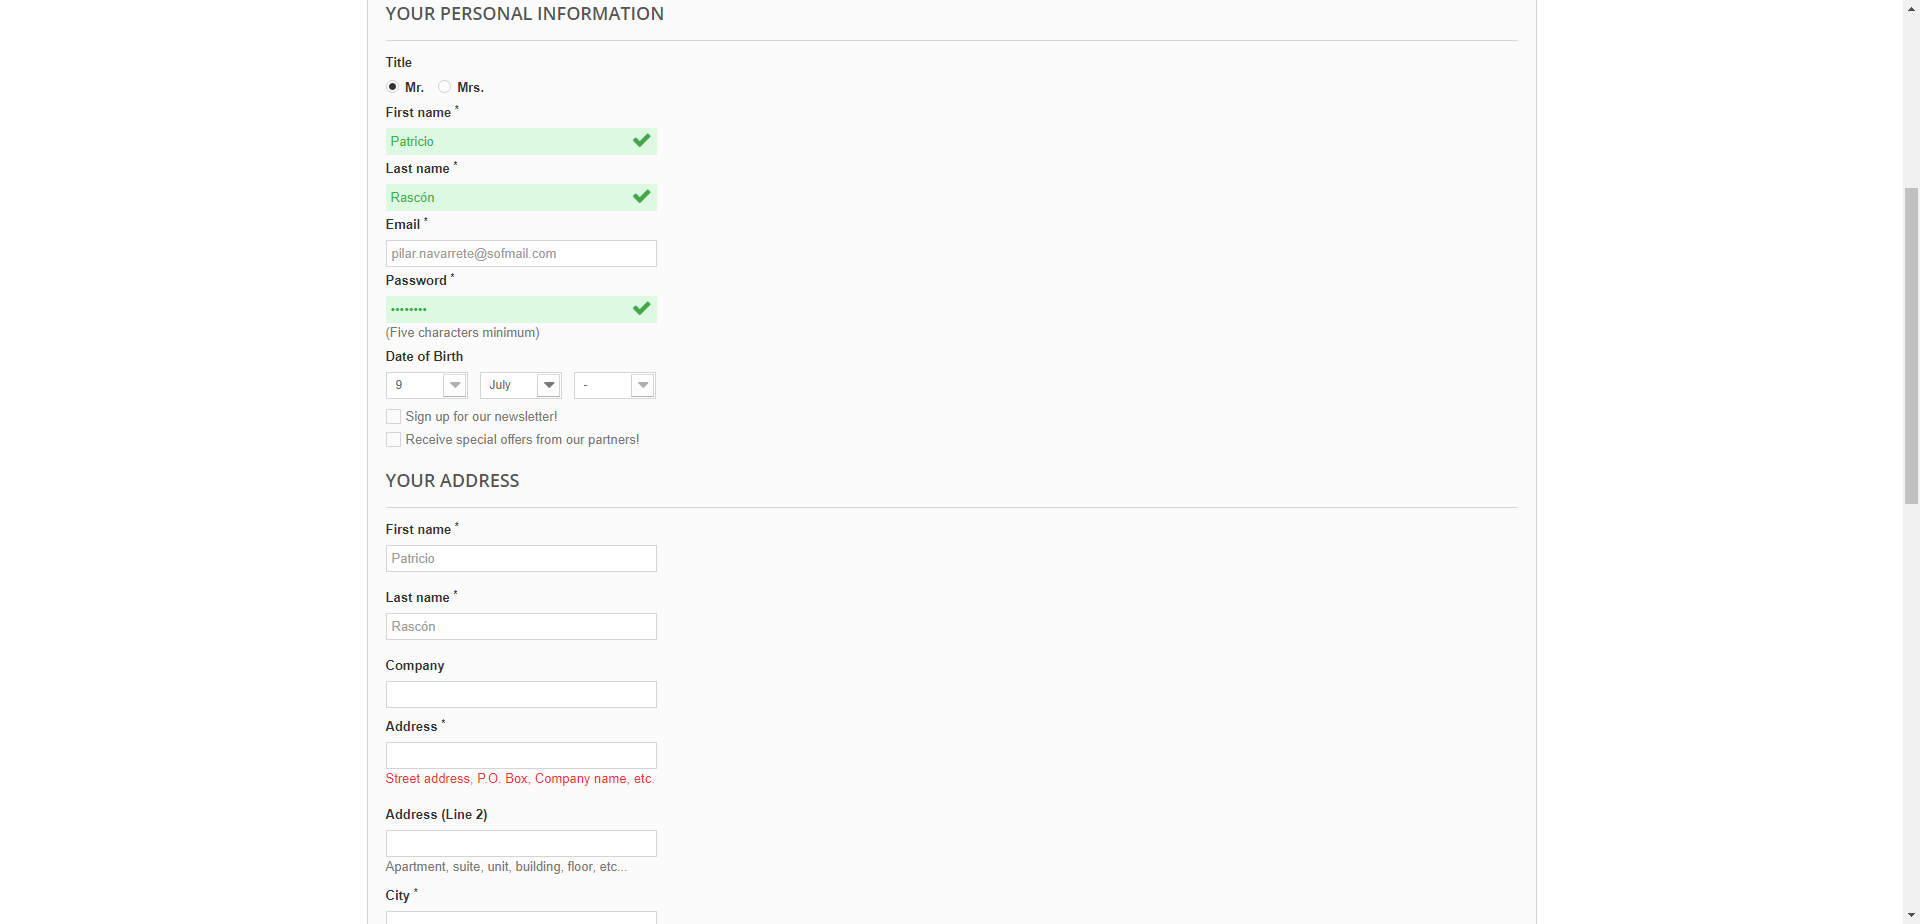 YOUR PERSONAL INFORMATION
Title
Mr. Mrs.
First name *
Patricio
Last name *
Rascón
Email *
pilar.navarrete@sofmail.com
Password *
••••••••
(Five characters minimum)
Date of Birth
9 July -
Sign up for our newsletter!
Receive special offers from our partners!
YOUR ADDRESS
First name *
Patricio
Last name *
Rascón
Company
Address *
Street address, P.O. Box, Company name, etc.
Address (Line 2)
Apartment, suite, unit, building, floor, etc...
City *